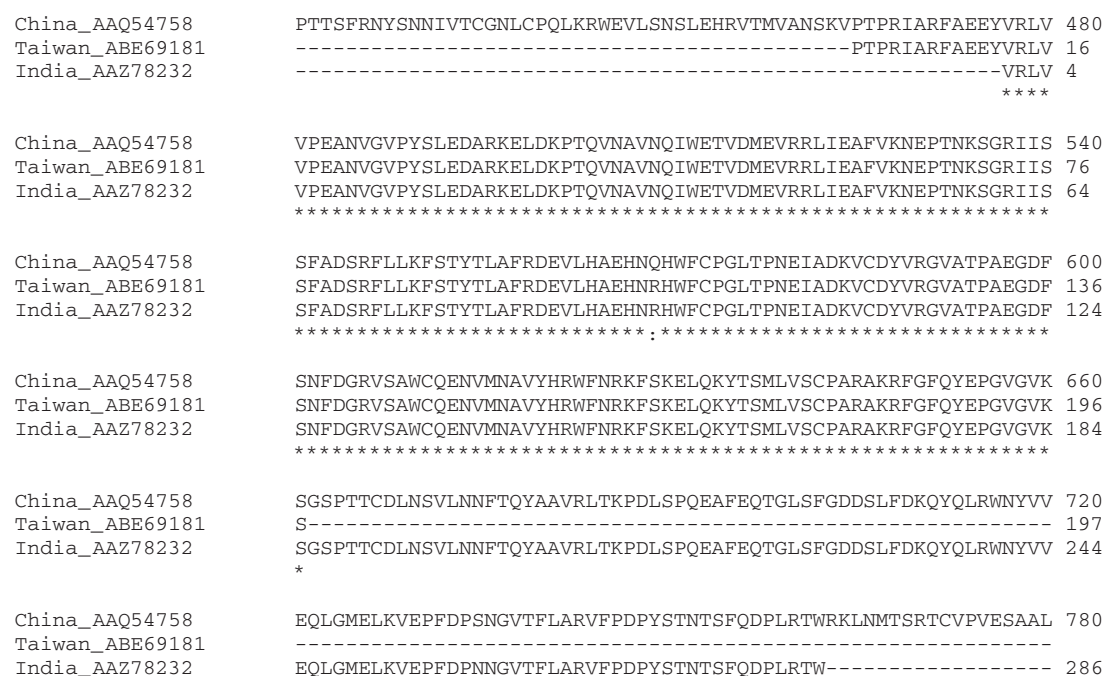 China_AAQ54758 PTTSFRNYSNNIVTCGNLCPQLKRWEVLSNSLEHRVTMVANSKVPTPRIARFAEEYVRLV 480
Taiwan_ABE69181 --------------------------------------------PTPRIARFAEEYVRLV 16
India_AAZ78232 --------------------------------------------------------VRLV 4
****
China_AAQ54758 VPEANVGVPYSLEDARKELDKPTQVNAVNQIWETVDMEVRRLIEAFVKNEPTNKSGRIIS 540
Taiwan_ABE69181 VPEANVGVPYSLEDARKELDKPTQVNAVNQIWETVDMEVRRLIEAFVKNEPTNKSGRIIS 76
India_AAZ78232 VPEANVGVPYSLEDARKELDKPTQVNAVNQIWETVDMEVRRLIEAFVKNEPTNKSGRIIS 64
************************************************************
China_AAQ54758 SFADSRFLLKFSTYTLAFRDEVLHAEHNQHWFCPGLTPNEIADKVCDYVRGVATPAEGDF 600
Taiwan_ABE69181 SFADSRFLLKFSTYTLAFRDEVLHAEHNRHWFCPGLTPNEIADKVCDYVRGVATPAEGDF 136
India_AAZ78232 SFADSRFLLKFSTYTLAFRDEVLHAEHNRHWFCPGLTPNEIADKVCDYVRGVATPAEGDF 124
****************************:*******************************
China_AAQ54758 SNFDGRVSAWCQENVMNAVYHRWFNRKFSKELQKYTSMLVSCPARAKRFGFQYEPGVGVK 660
Taiwan_ABE69181 SNFDGRVSAWCQENVMNAVYHRWFNRKFSKELQKYTSMLVSCPARAKRFGFQYEPGVGVK 196
India_AAZ78232 SNFDGRVSAWCQENVMNAVYHRWFNRKFSKELQKYTSMLVSCPARAKRFGFQYEPGVGVK 184
************************************************************
China_AAQ54758 SGSPTTCDLNSVLNNFTQYAAVRLTKPDLSPQEAFEQTGLSFGDDSLFDKQYQLRWNYVV 720
Taiwan_ABE69181 S----------------------------------------------------------- 197
India_AAZ78232 SGSPTTCDLNSVLNNFTQYAAVRLTKPDLSPQEAFEQTGLSFGDDSLFDKQYQLRWNYVV 244
*
China_AAQ54758 EQLGMELKVEPFDPSNGVTFLARVFPDPYSTNTSFQDPLRTWRKLNMTSRTCVPVESAAL 780
Taiwan_ABE69181 ------------------------------------------------------------
India_AAZ78232 EQLGMELKVEPFDPNNGVTFLARVFPDPYSTNTSFQDPLRTW------------------ 286